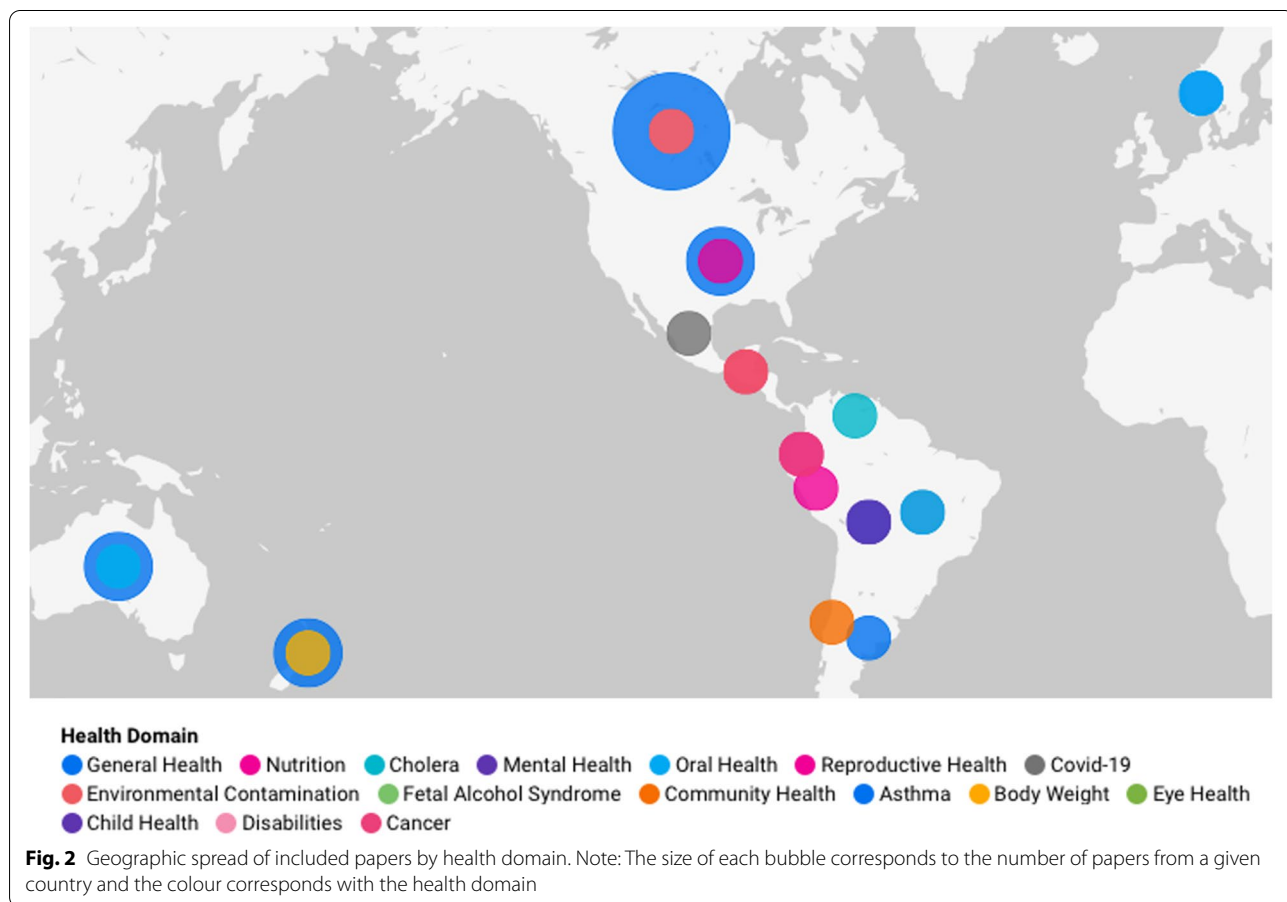 Health Domain
General Health Nutrition Cholera Mental Health Oral Health Reproductive Health Covid-19
Environmental Contamination Fetal Alcohol Syndrome Community Health Asthma Body Weight Eye Health
Child Health Disabilities Cancer
Fig. 2 Geographic spread of included papers by health domain. Note: The size of each bubble corresponds to the number of papers from a given
country and the colour corresponds with the health domain